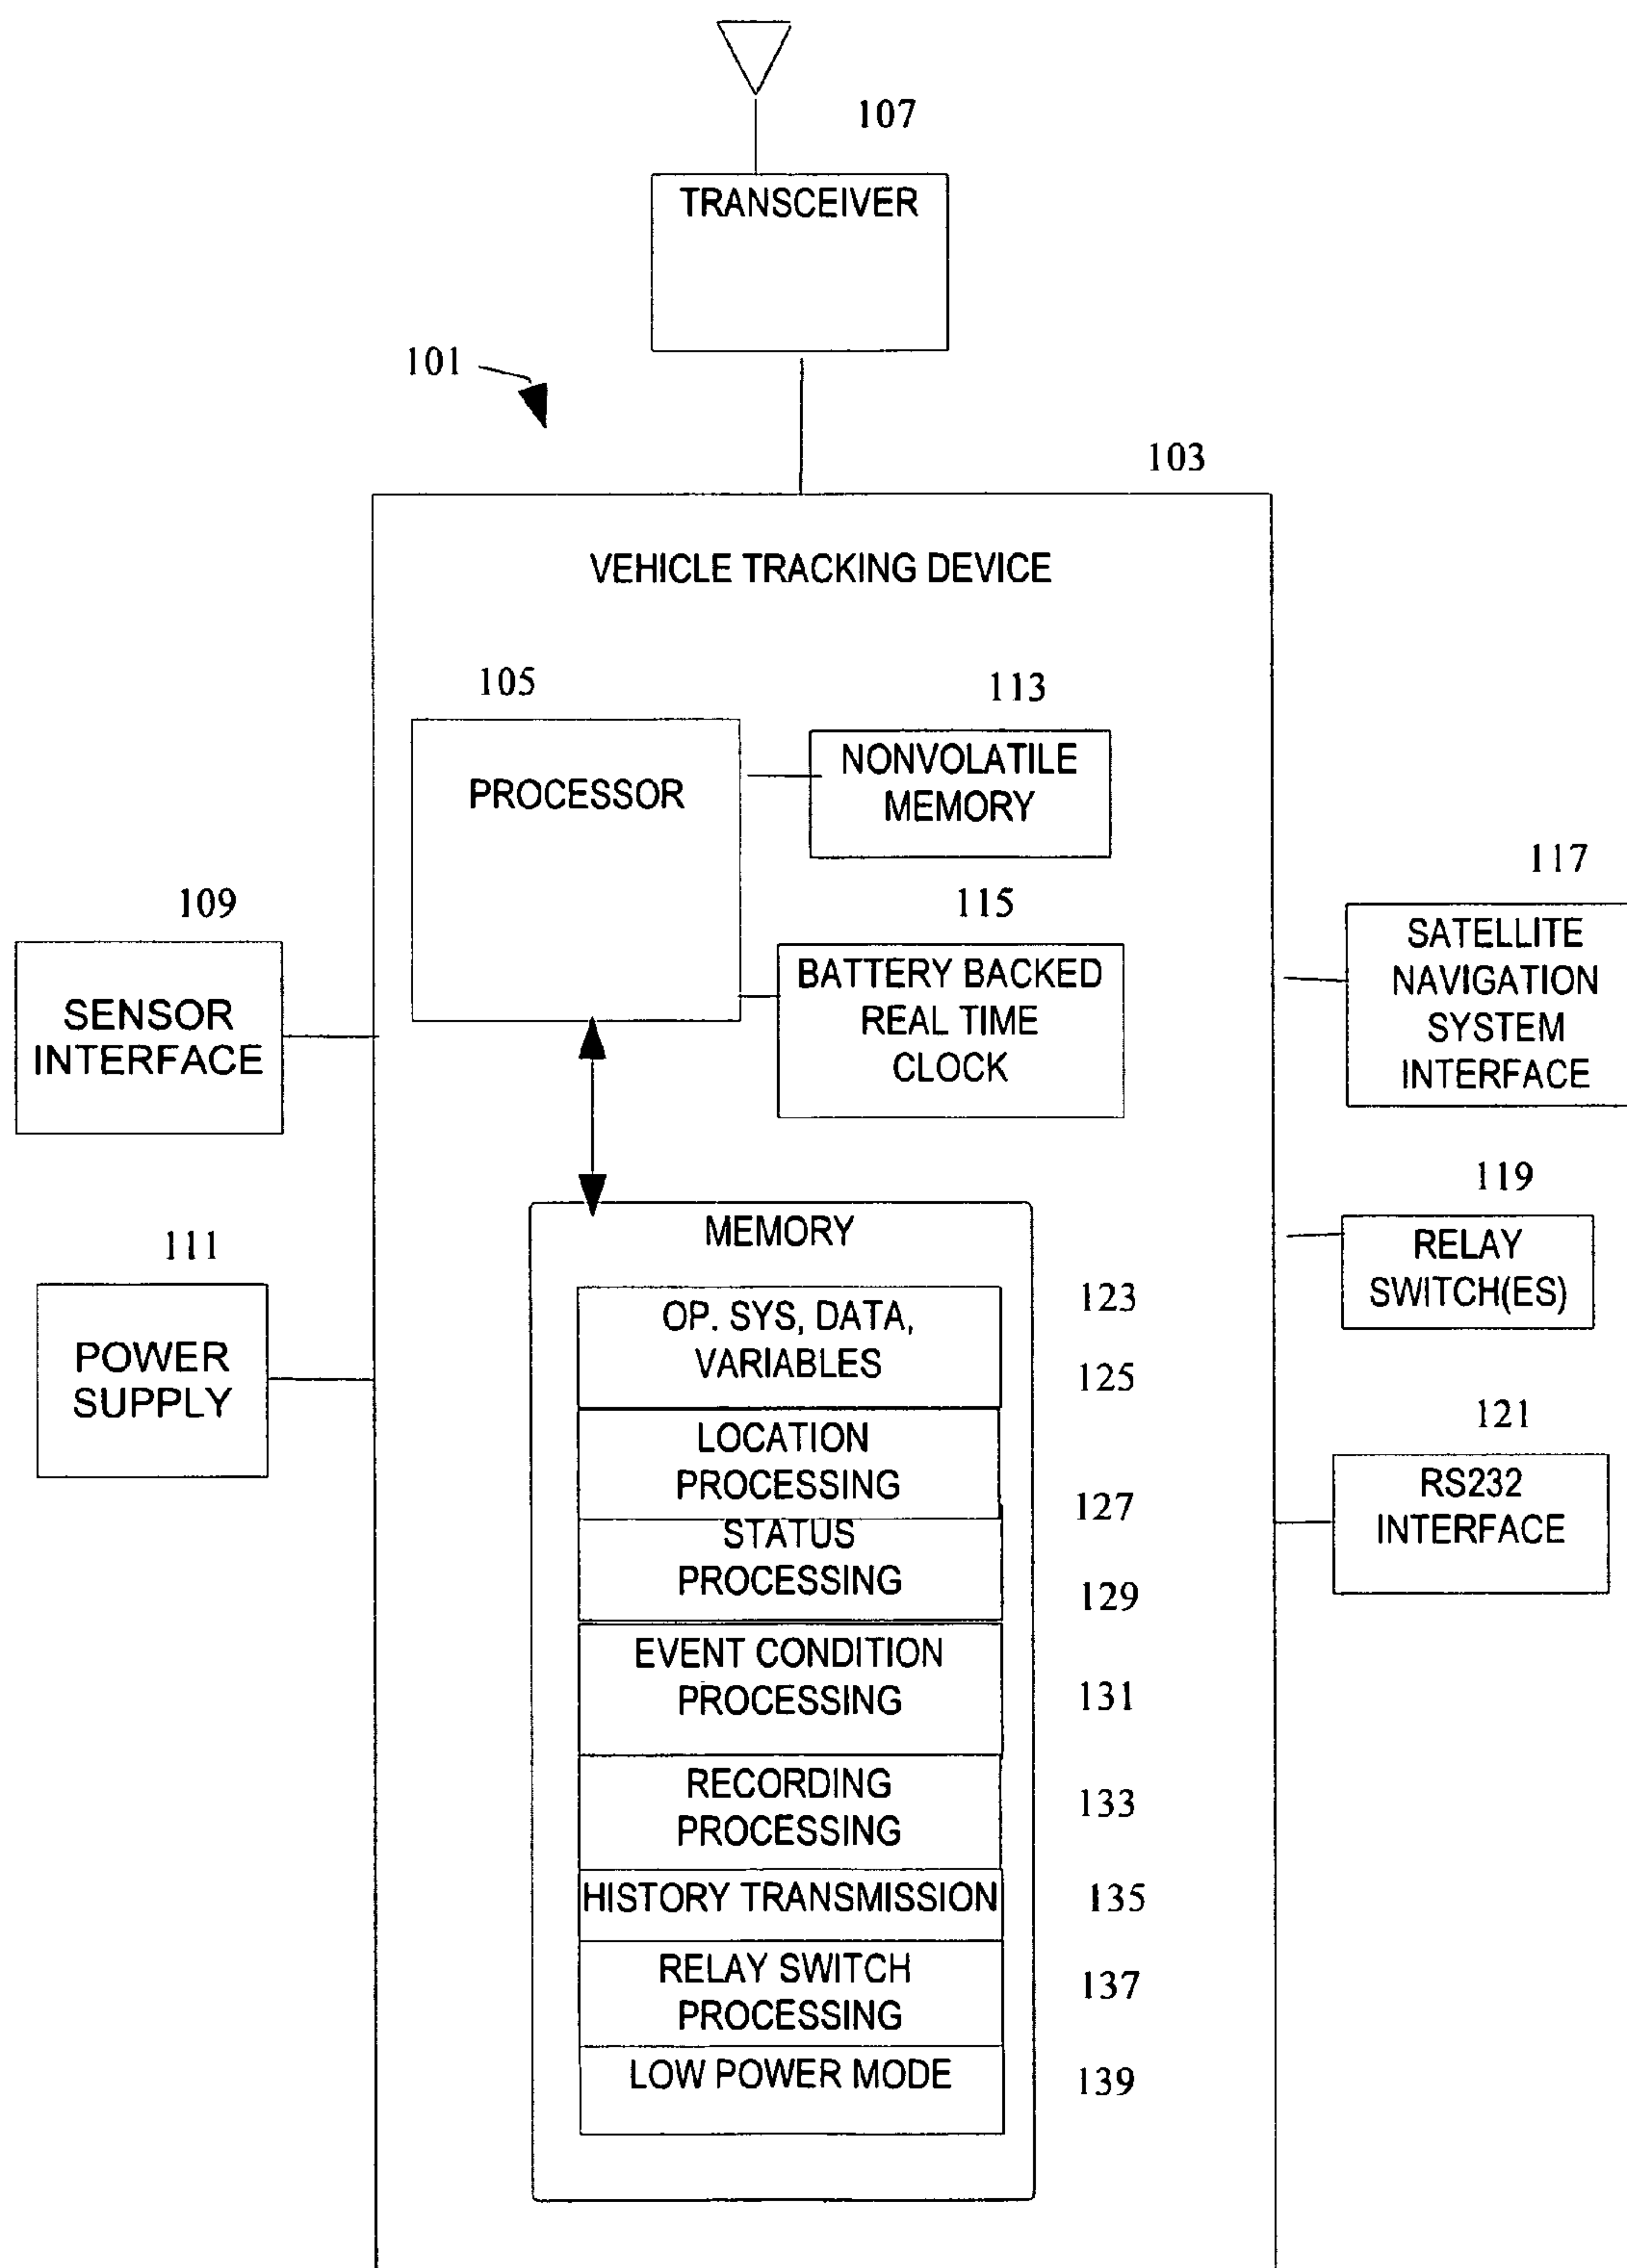 107
TRANSCEIVER
101
103
VEHICLE TRACKING DEVICE
105
PROCESSOR
113
NONVOLATILE
MEMORY
115
BATTERY BACKED
REAL TIME
CLOCK
109
SENSOR
INTERFACE
111
POWER
SUPPLY
117
SATELLITE
NAVIGATION
SYSTEM
INTERFACE
119
RELAY
SWITCH(ES)
121
RS232
INTERFACE
MEMORY
OP. SYS, DATA,
VARIABLES
123
125
LOCATION
PROCESSING
127
STATUS
PROCESSING
129
EVENT CONDITION
PROCESSING
131
RECORDING
PROCESSING
133
HISTORY TRANSMISSION
135
RELAY SWITCH
PROCESSING
137
LOW POWER MODE
139